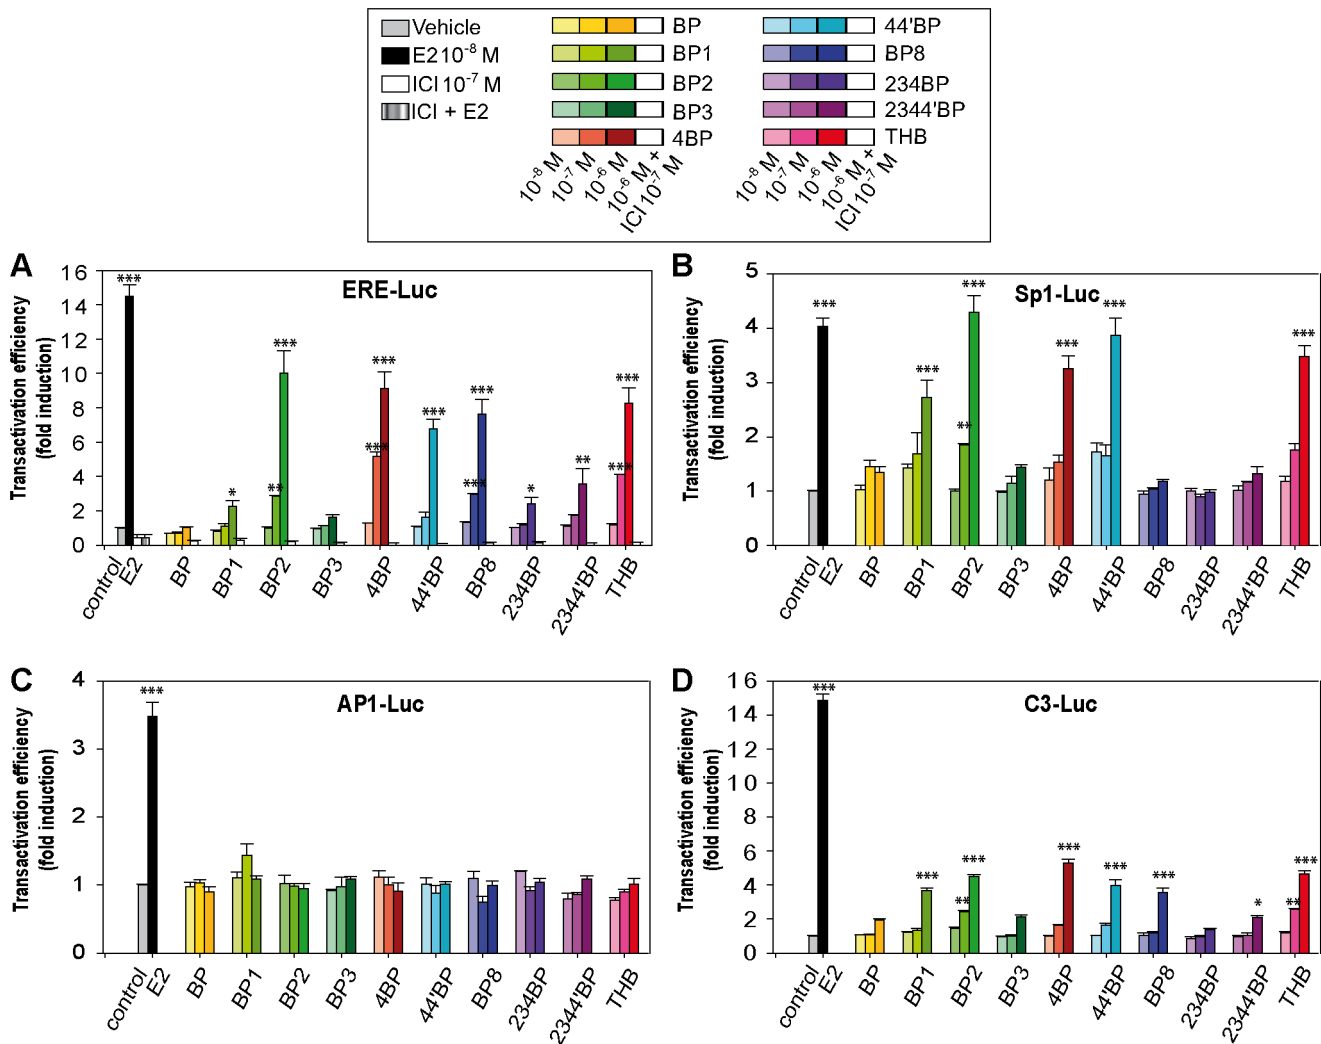 Vehicle
E2 10-8 M
ICI 10-7 M
ICI + E2
BP
BP1
BP2
BP3
4BP
10-8 M
10-7 M
10-6 M
10-6 M +
ICI 10-7 M
44'BP
BP8
234BP
2344'BP
THB
10-8 M
10-7 M
10-6 M
10-6 M +
ICI 10-7 M
A
ERE-Luc
Transactivation efficiency
(fold induction)
16
14
12
10
8
6
4
2
0
***
*
**
***
***
***
***
***
***
*
**
***
***
control
E2
BP
BP1
BP2
BP3
4BP
44'BP
BP8
234BP
2344'BP
THB
B
Sp1-Luc
Transactivation efficiency
(fold induction)
5
4
3
2
1
0
***
***
**
***
***
***
***
control
E2
BP
BP1
BP2
BP3
4BP
44'BP
BP8
234BP
2344'BP
THB
C
AP1-Luc
Transactivation efficiency
(fold induction)
4
3
2
1
0
***
control
E2
BP
BP1
BP2
BP3
4BP
44'BP
BP8
234BP
2344'BP
THB
D
C3-Luc
Transactivation efficiency
(fold induction)
16
14
12
10
8
6
4
2
0
***
***
**
***
***
***
***
*
**
***
control
E2
BP
BP1
BP2
BP3
4BP
44'BP
BP8
234BP
2344'BP
THB